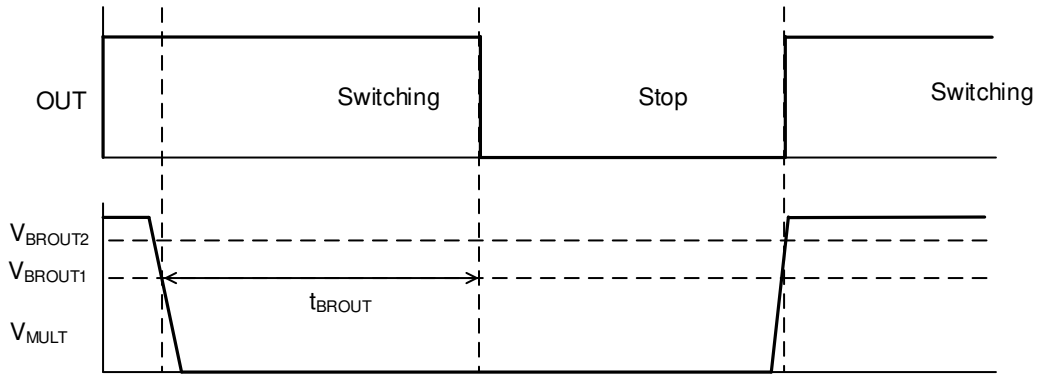 OUT
Switching
Stop
Switching
VBROUT2
VBROUT1
tBROUT
VMULT